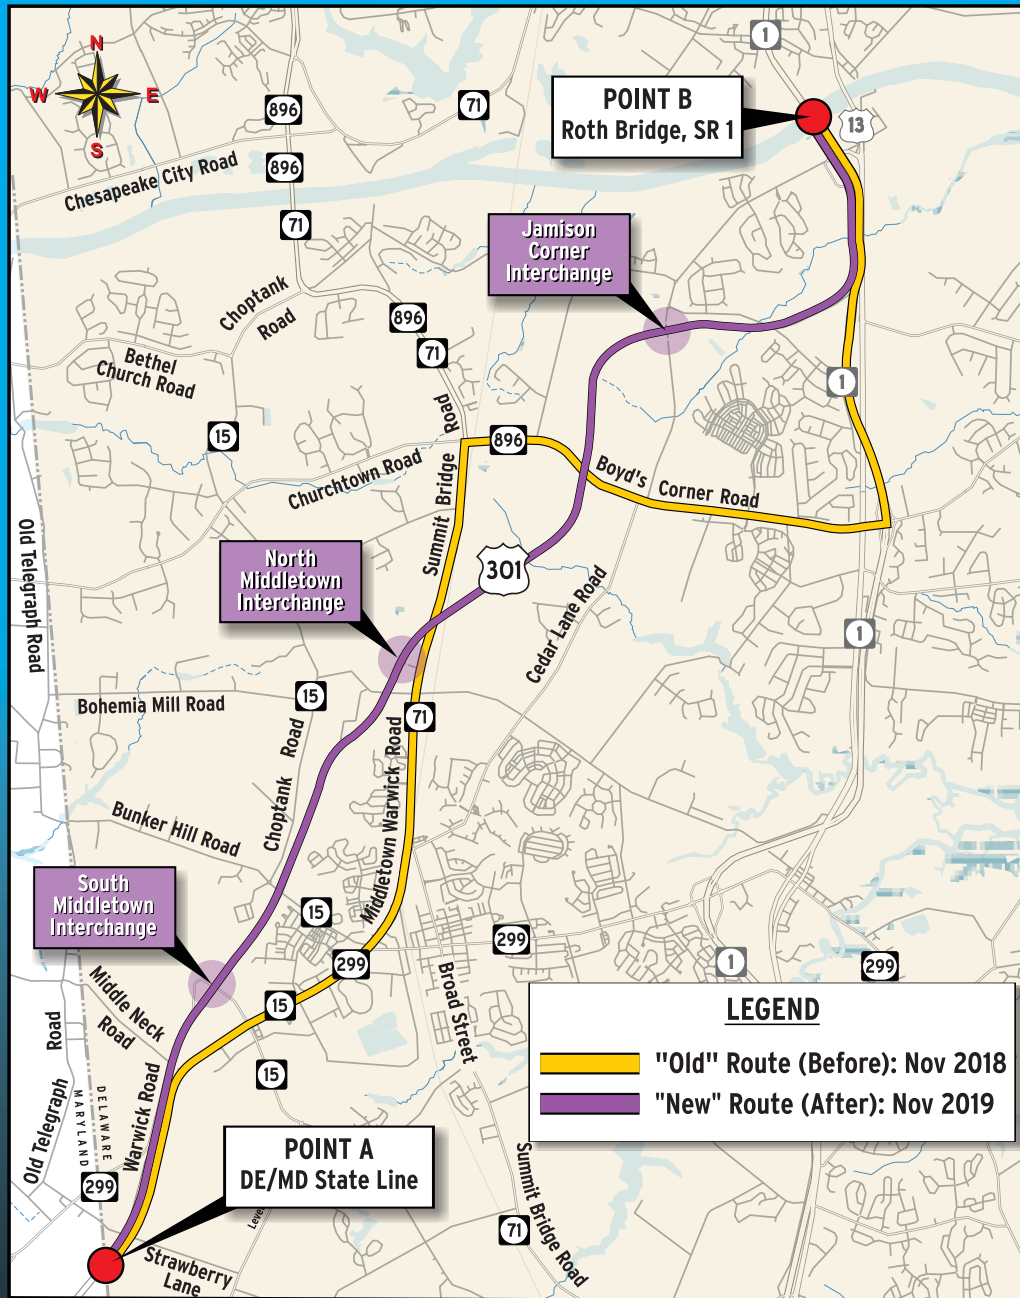 N
W
E
S
1
896
71
POINT B
Roth Bridge, SR 1
13
896
Chesapeake City Road
71
Jamison
Corner
Interchange
Choptank
Road
896
71
Bethel
Church Road
1
Road
15
896
Churchtown Road
Summit Bridge
Boyd's Corner Road
Old Telegraph Road
North
Middletown
Interchange
301
Cedar Lane Road
1
Bohemia Mill Road
15
71
Choptank Road
Middletown Warwick Road
Bunker Hill Road
South
Middletown
Interchange
15
299
299
1
299
Middle Neck
Road
15
Broad Street
LEGEND
"Old" Route (Before): Nov 2018
"New" Route (After): Nov 2019
15
Warwick Road
Old Telegraph Road
DELAWARE
MARYLAND
POINT A
DE/MD State Line
299
Summit Bridge Road
71
Strawberry
Lane